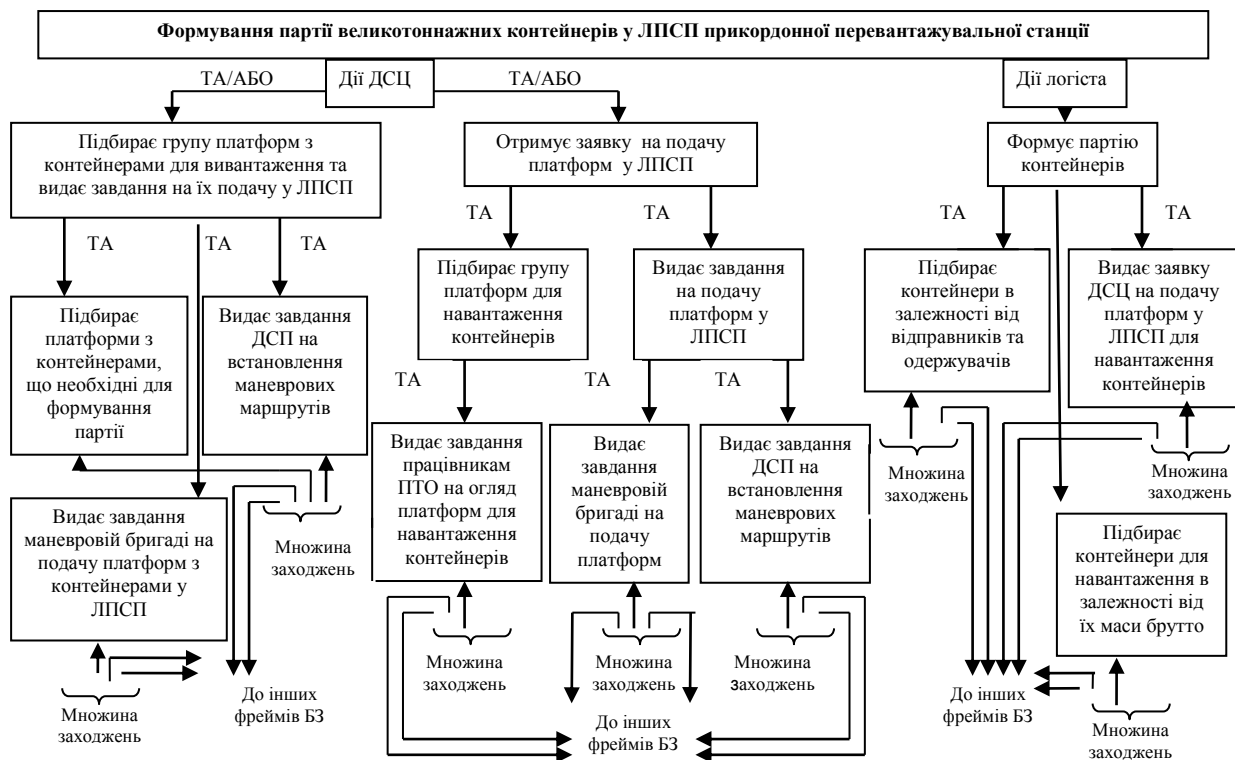 Формування партії великотоннажних контейнерів у ЛПСП прикордонної перевантажувальної станції
ТА/АБО
Дії ДСЦ
ТА/АБО
Дії логіста
Підбирає групу платформ з
контейнерами для вивантаження та
видає завдання на їх подачу у ЛПСП
Отримує заявку на подачу
платформ у ЛПСП
Формує партію
контейнерів
ТА
ТА
ТА
ТА
ТА
ТА
ТА
Підбирає
платформи з
контейнерами,
що необхідні для
формування
партії
Видає завдання
ДСП на
встановлення
маневрових
маршрутів
Підбирає групу
платформ для
навантаження
контейнерів
Видає завдання
на подачу
платформ у
ЛПСП
Підбирає
контейнери в
залежності від
відправників та
одержувачів
Видає заявку
ДСЦ на подачу
платформ у
ЛПСП для
навантаження
контейнерів
ТА
ТА
ТА
Видає завдання
маневровій бригаді на
подачу платформ з
контейнерами у
ЛПСП
Множина
заходжень
Видає завдання
працівникам
ПТО на огляд
платформ для
навантаження
контейнерів
Видає
завдання
маневровій
бригаді на
подачу
платформ
Видає завдання
ДСП на
встановлення
маневрових
маршрутів
Множина
заходжень
Множина
заходжень
Підбирає
контейнери для
навантаження в
залежності від
їх маси брутто
Множина
заходжень
До інших
фреймів БЗ
Множина
заходжень
Множина
заходжень
Множина
заходжень
До інших
фреймів БЗ
До інших
фреймів БЗ
Множина
заходжень